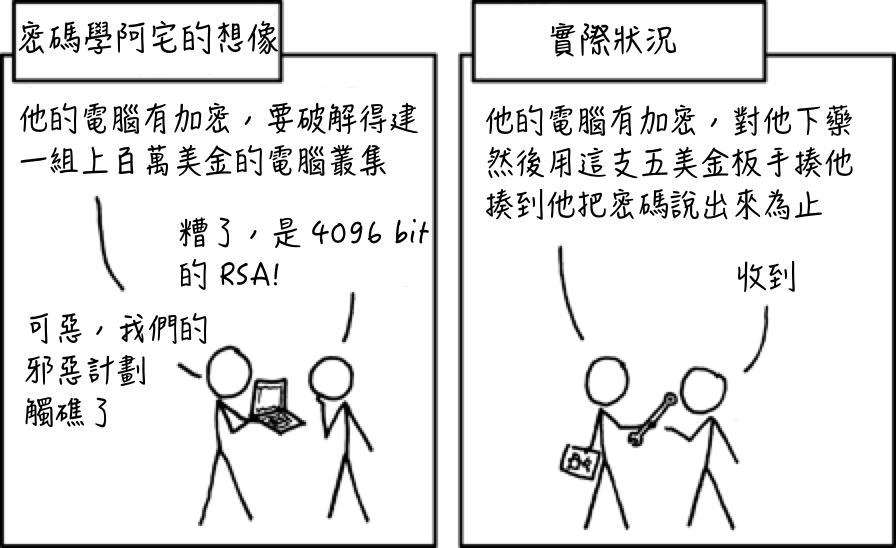 密碼學阿宅的想像
他的電腦有加密，要破解得建
一組上百萬美金的電腦叢集
糟了，是 4096 bit
的 RSA!
可惡，我們的
邪惡計劃
觸礁了
實際狀況
他的電腦有加密，對他下藥
然後用這支五美金板手揍他
揍到他把密碼說出來為止
收到